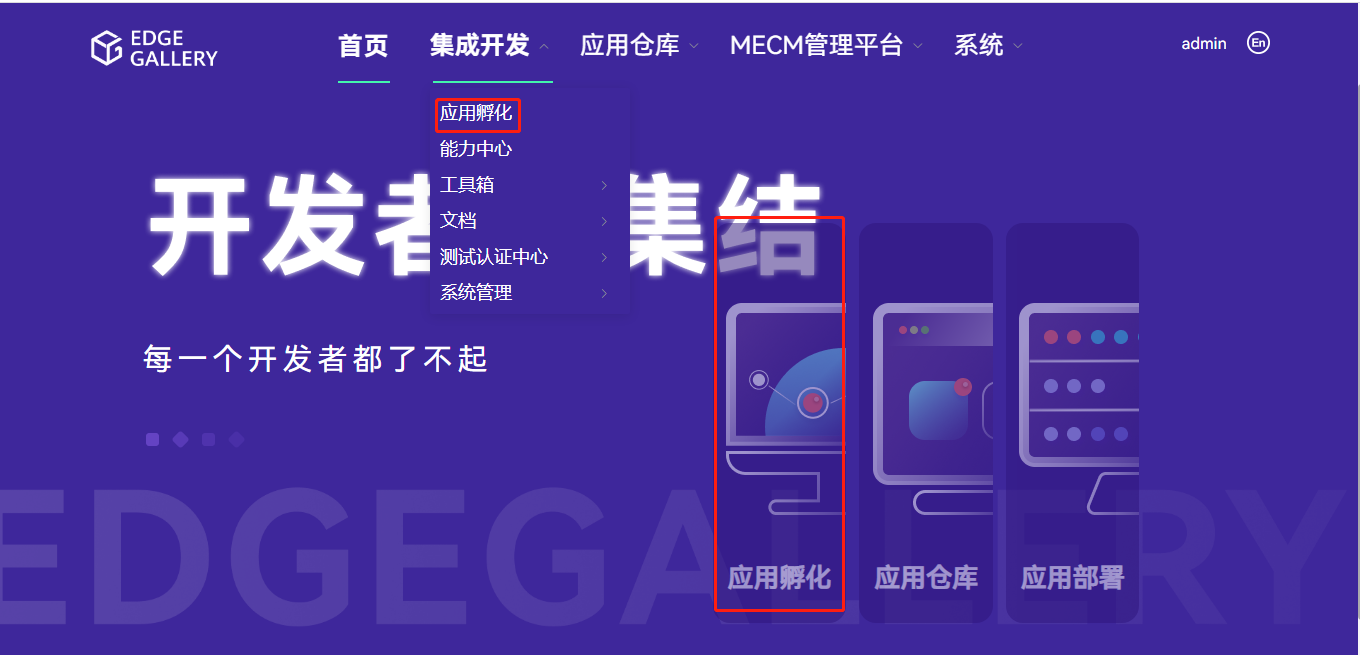 EDGE
GALLERY
首页 集成开发 应用仓库 MECM管理平台 系统 admin En
应用孵化
能力中心
工具箱
文档
测试认证中心
系统管理
开发者集结
每一个开发者都了不起
EDGEGALLERY
应用孵化 应用仓库 应用部署